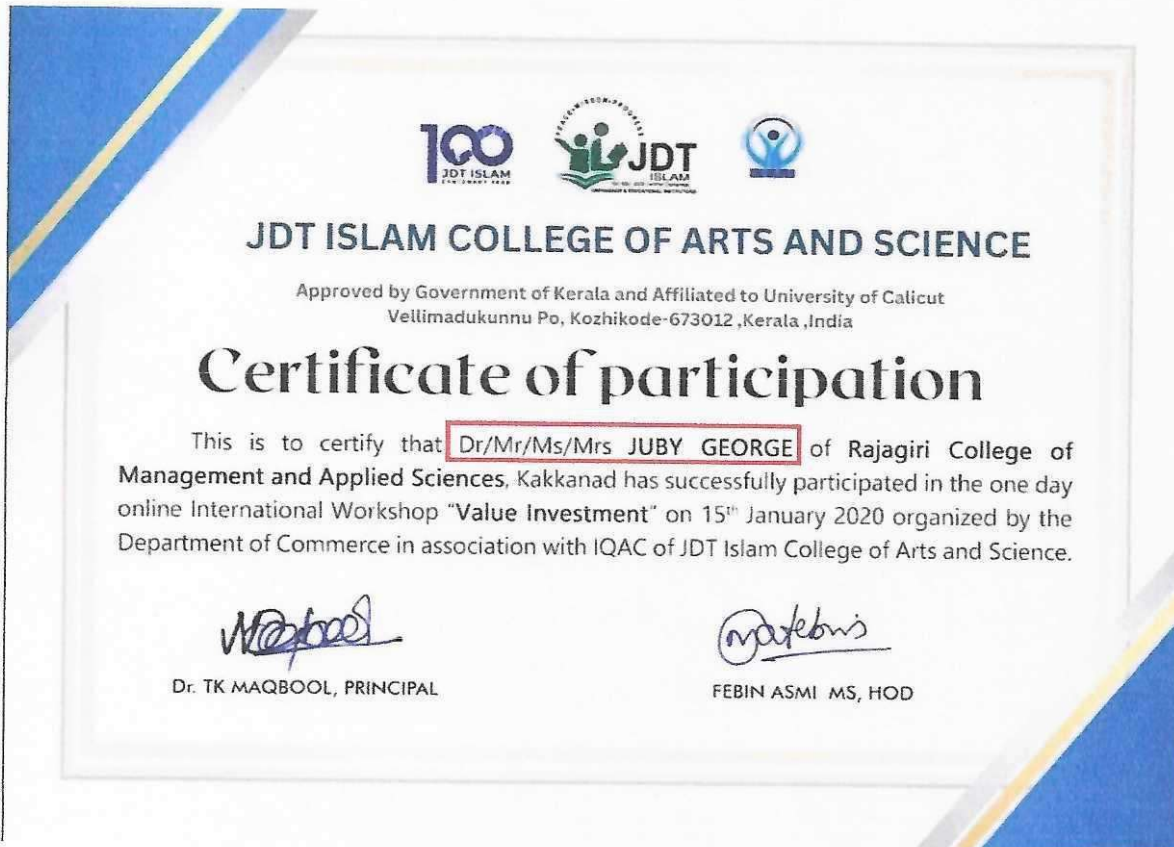 100
JDT ISLAM
PEACE•WISDOM•PROGRESS
JDT
ISLAM
JDT ISLAM COLLEGE OF ARTS AND SCIENCE
Approved by Government of Kerala and Affiliated to University of Calicut
Vellimadukunnu Po, Kozhikode-673012 ,Kerala ,India
Certificate of participation
This is to certify that Dr/Mr/Ms/Mrs JUBY GEORGE of Rajagiri College of
Management and Applied Sciences, Kakkanad has successfully participated in the one day
online International Workshop "Value Investment" on 15th January 2020 organized by the
Department of Commerce in association with IQAC of JDT Islam College of Arts and Science.
Dr. TK MAQBOOL, PRINCIPAL
FEBIN ASMI MS, HOD